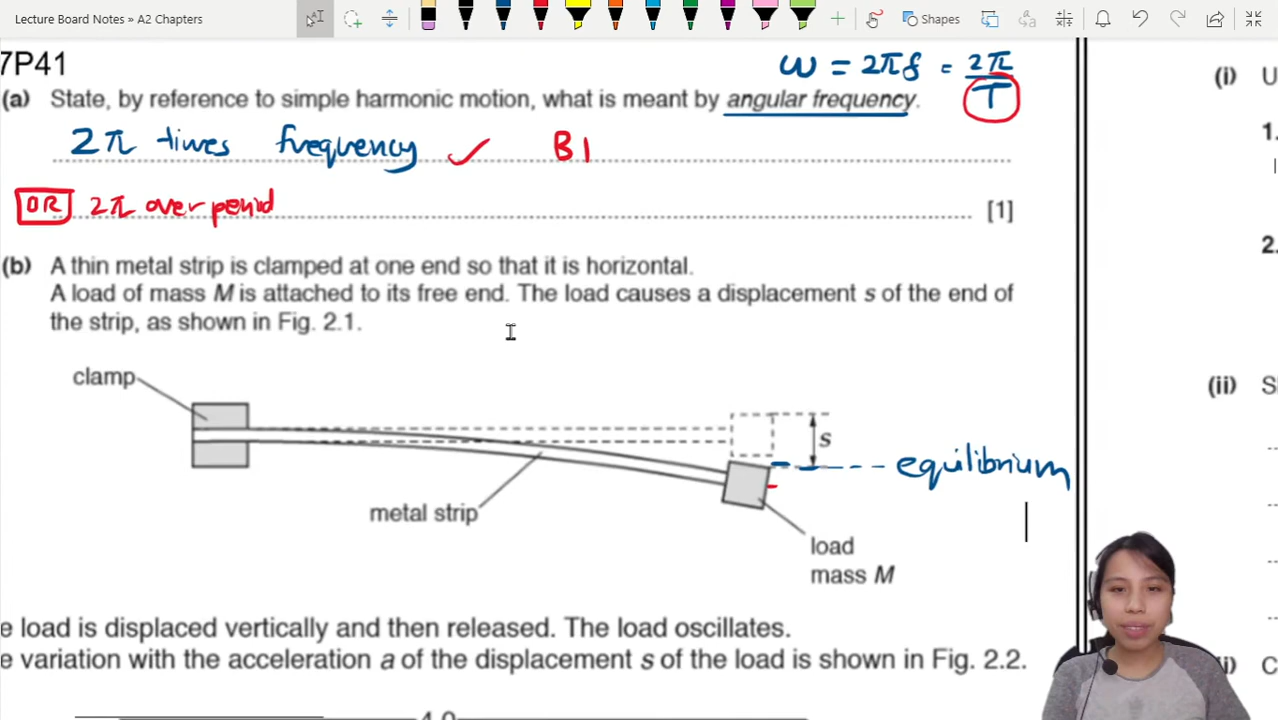 Lecture Board Notes » A2 Chapters
Shapes
7P41
ω = 2πf = 2π/T
(a) State, by reference to simple harmonic motion, what is meant by angular frequency.
2π times frequency ✓ B1
OR 2π over period
[1]
(b) A thin metal strip is clamped at one end so that it is horizontal.
A load of mass M is attached to its free end. The load causes a displacement s of the end of
the strip, as shown in Fig. 2.1.
clamp
s
equilibrium
metal strip
load
mass M
e load is displaced vertically and then released. The load oscillates.
e variation with the acceleration a of the displacement s of the load is shown in Fig. 2.2.
(i) U
1.
2.
(ii) S
C